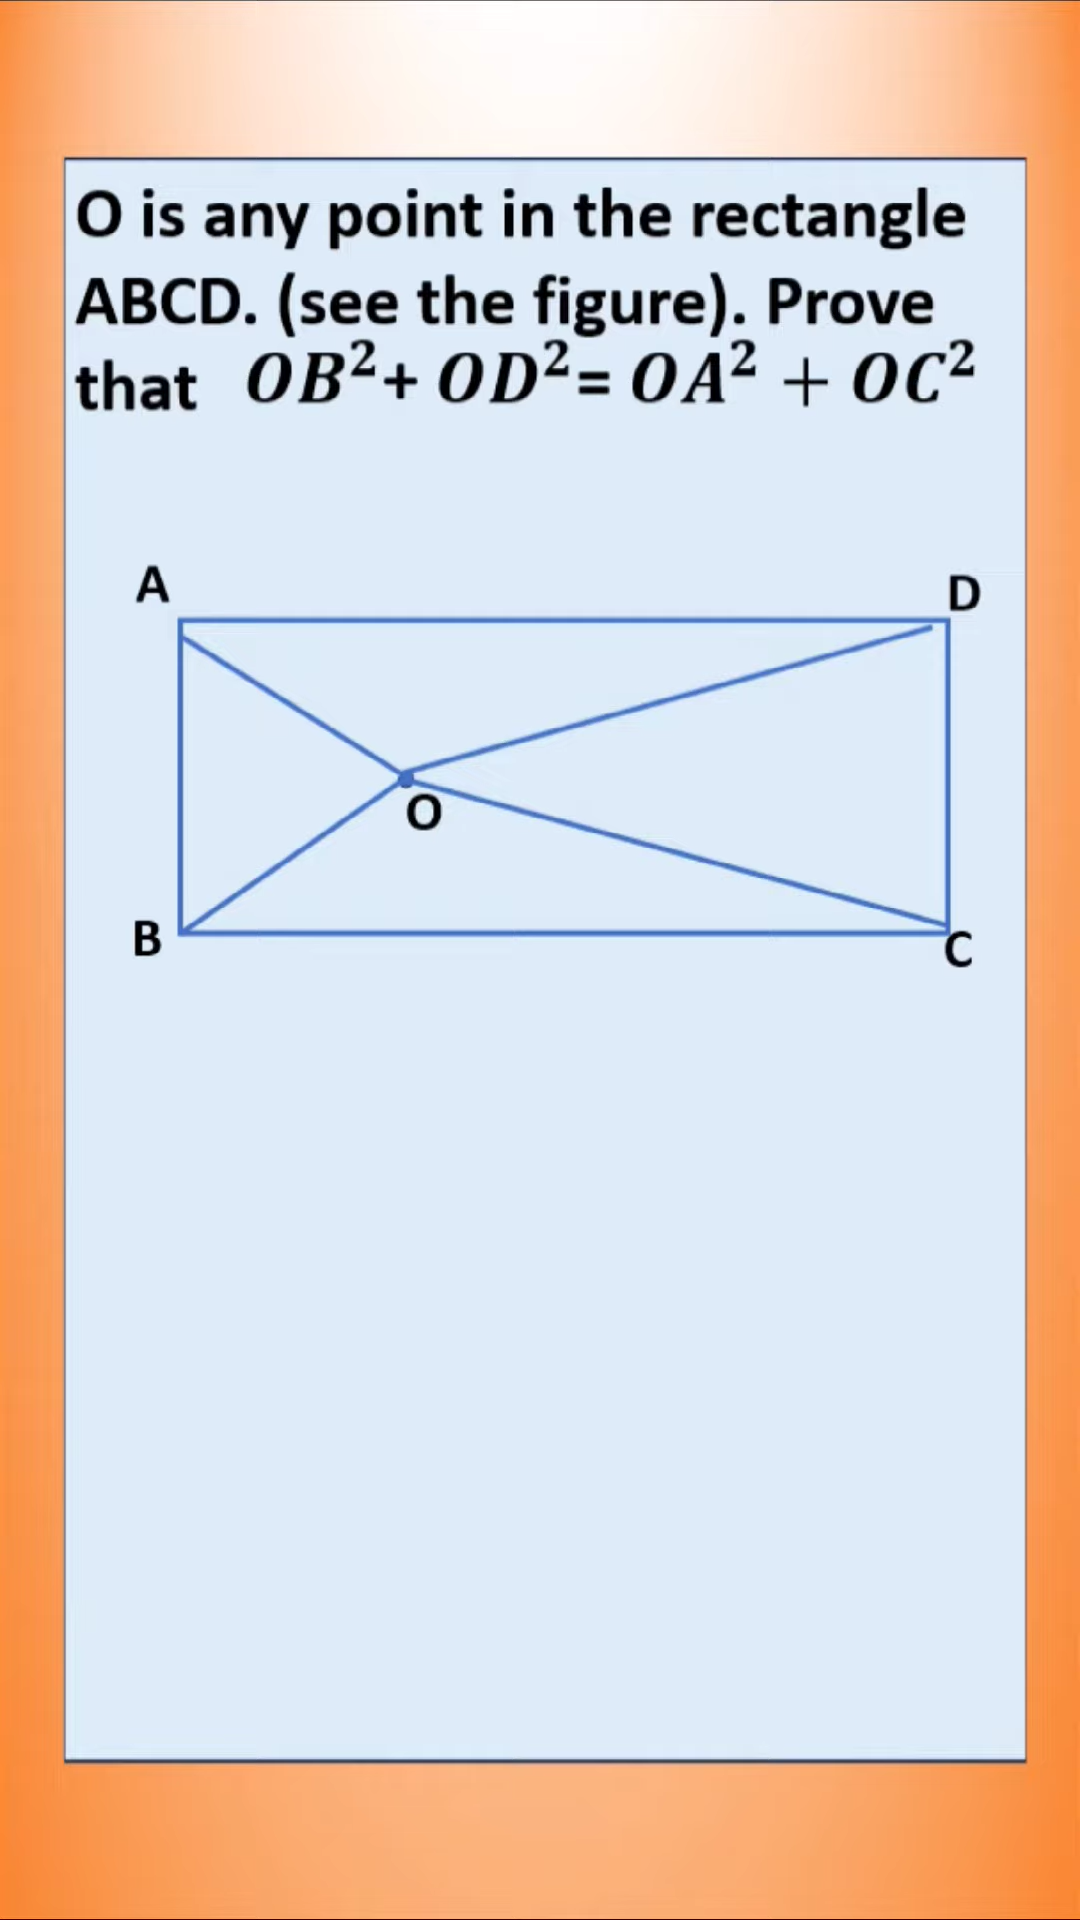 O is any point in the rectangle
ABCD. (see the figure). Prove
that OB²+ OD²= OA² + OC²
A
D
O
B
C